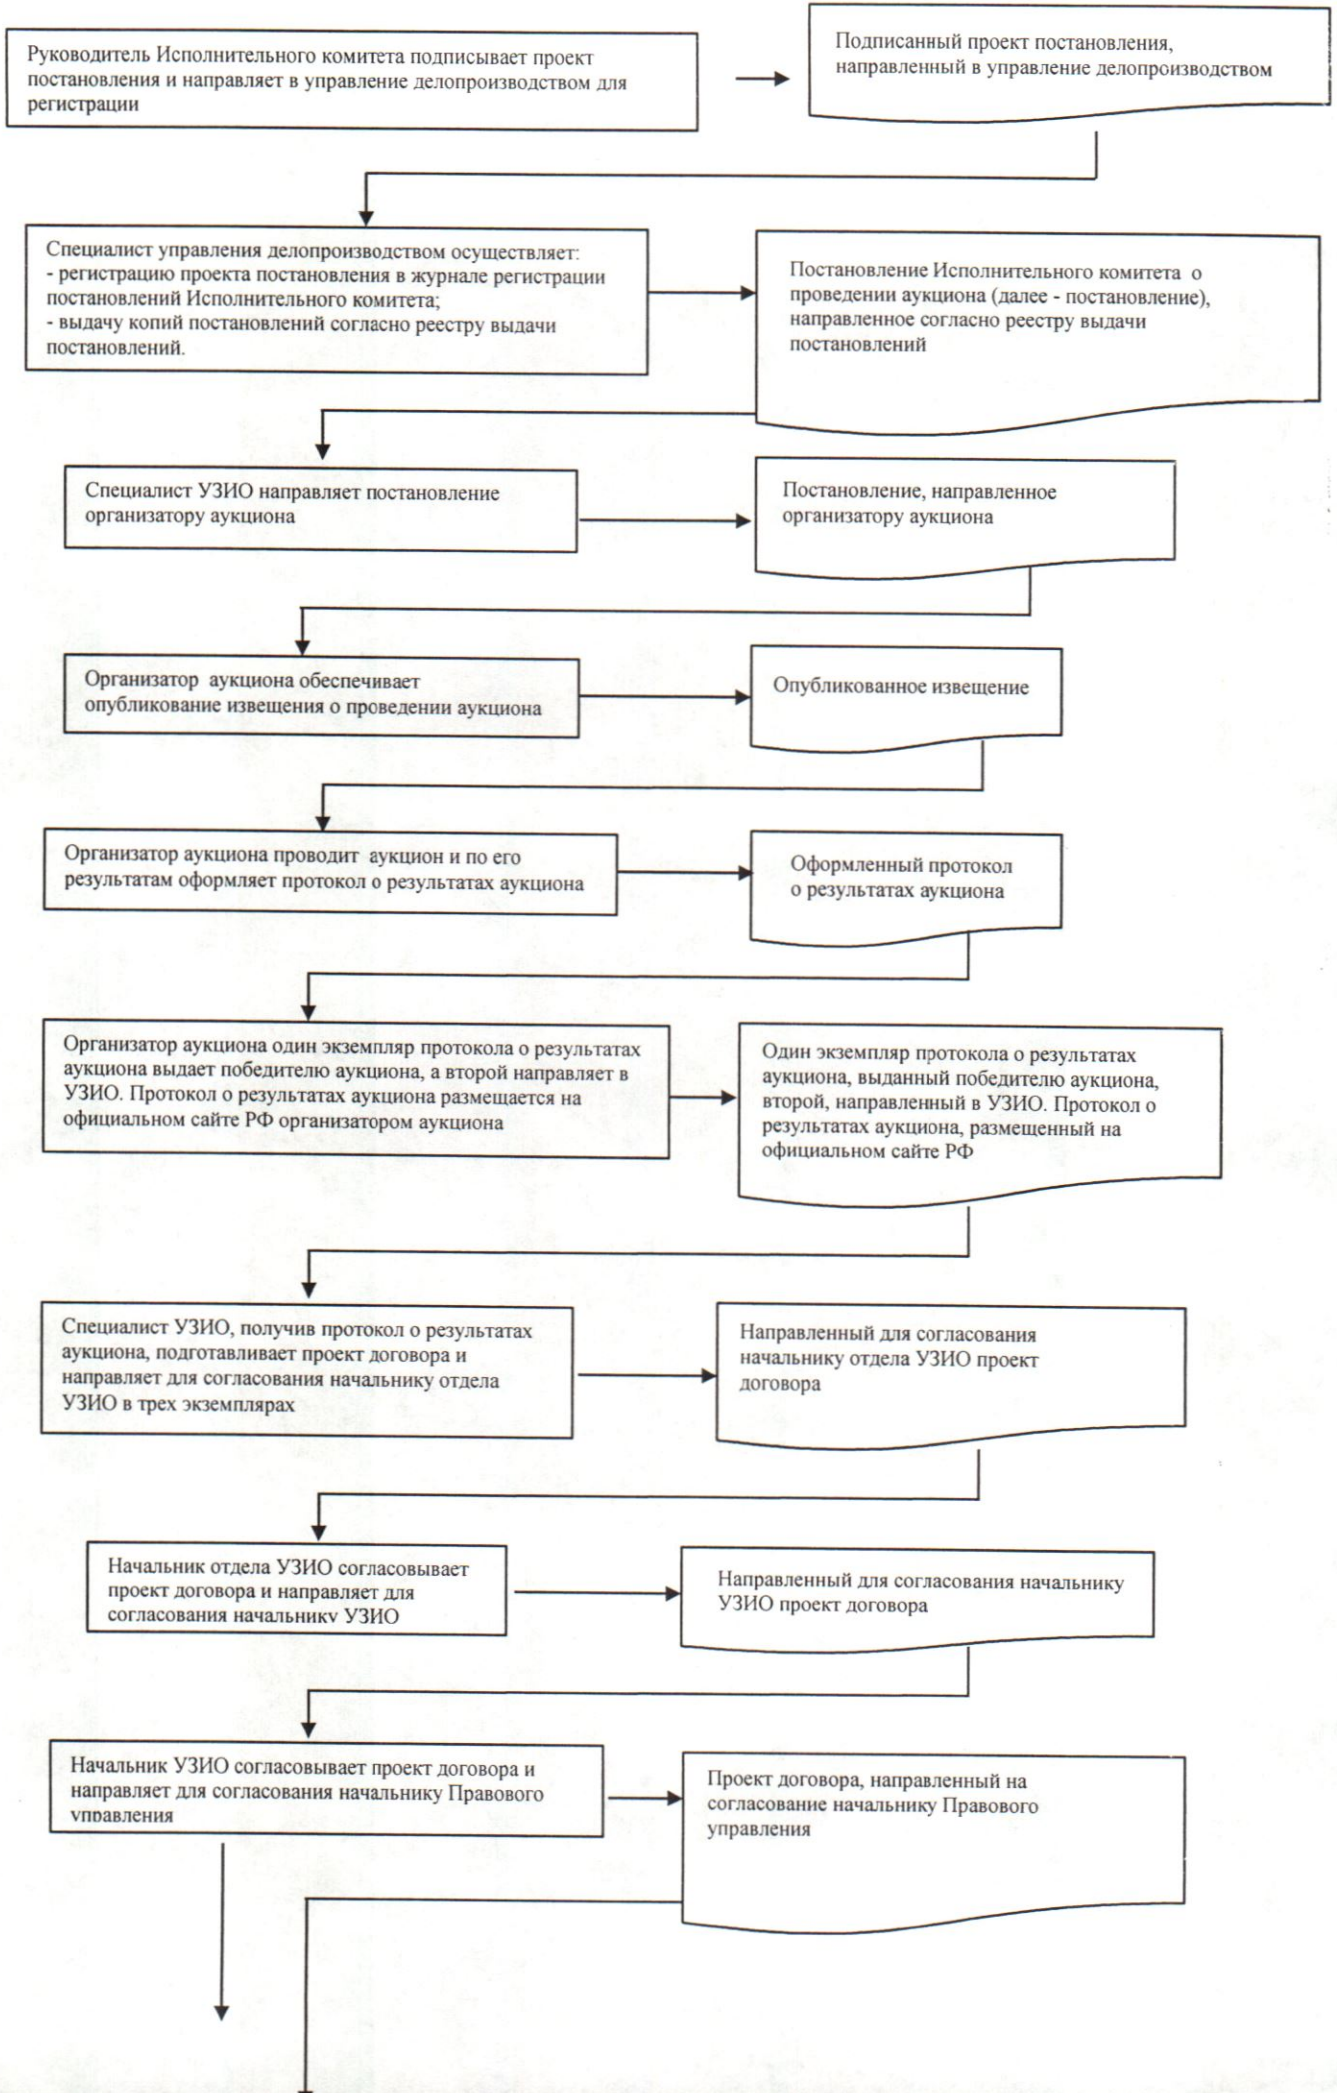 Руководитель Исполнительного комитета подписывает проект
постановления и направляет в управление делопроизводством для
регистрации
Подписанный проект постановления,
направленный в управление делопроизводством
Специалист управления делопроизводством осуществляет:
- регистрацию проекта постановления в журнале регистрации
постановлений Исполнительного комитета;
- выдачу копий постановлений согласно реестру выдачи
постановлений.
Постановление Исполнительного комитета о
проведении аукциона (далее - постановление),
направленное согласно реестру выдачи
постановлений
Специалист УЗИО направляет постановление
организатору аукциона
Постановление, направленное
организатору аукциона
Организатор аукциона обеспечивает
опубликование извещения о проведении аукциона
Опубликованное извещение
Организатор аукциона проводит аукцион и по его
результатам оформляет протокол о результатах аукциона
Оформленный протокол
о результатах аукциона
Организатор аукциона один экземпляр протокола о результатах
аукциона выдает победителю аукциона, а второй направляет в
УЗИО. Протокол о результатах аукциона размещается на
официальном сайте РФ организатором аукциона
Один экземпляр протокола о результатах
аукциона, выданный победителю аукциона,
второй, направленный в УЗИО. Протокол о
результатах аукциона, размещенный на
официальном сайте РФ
Специалист УЗИО, получив протокол о результатах
аукциона, подготавливает проект договора и
направляет для согласования начальнику отдела
УЗИО в трех экземплярах
Направленный для согласования
начальнику отдела УЗИО проект
договора
Начальник отдела УЗИО согласовывает
проект договора и направляет для
согласования начальнику УЗИО
Направленный для согласования начальнику
УЗИО проект договора
Начальник УЗИО согласовывает проект договора и
направляет для согласования начальнику Правового
управления
Проект договора, направленный на
согласование начальнику Правового
управления